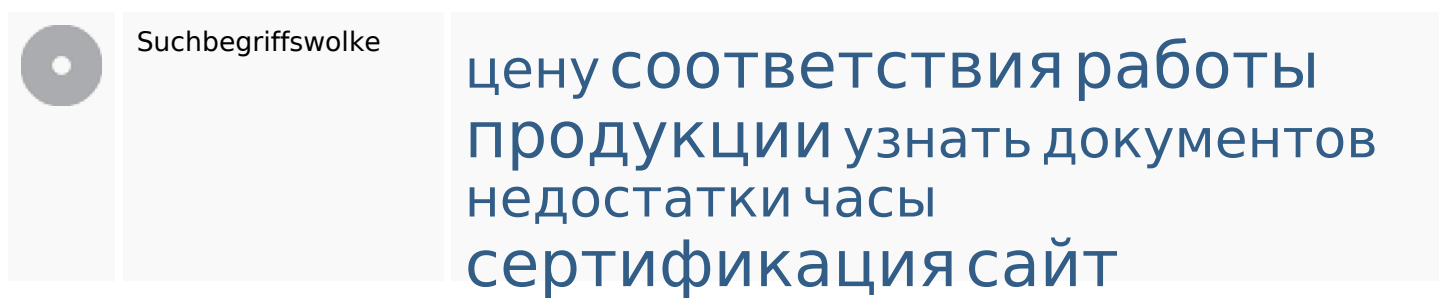 Suchbegriffswolke
цену соответствия работы
продукции узнать документов
недостатки часы
сертификация сайт